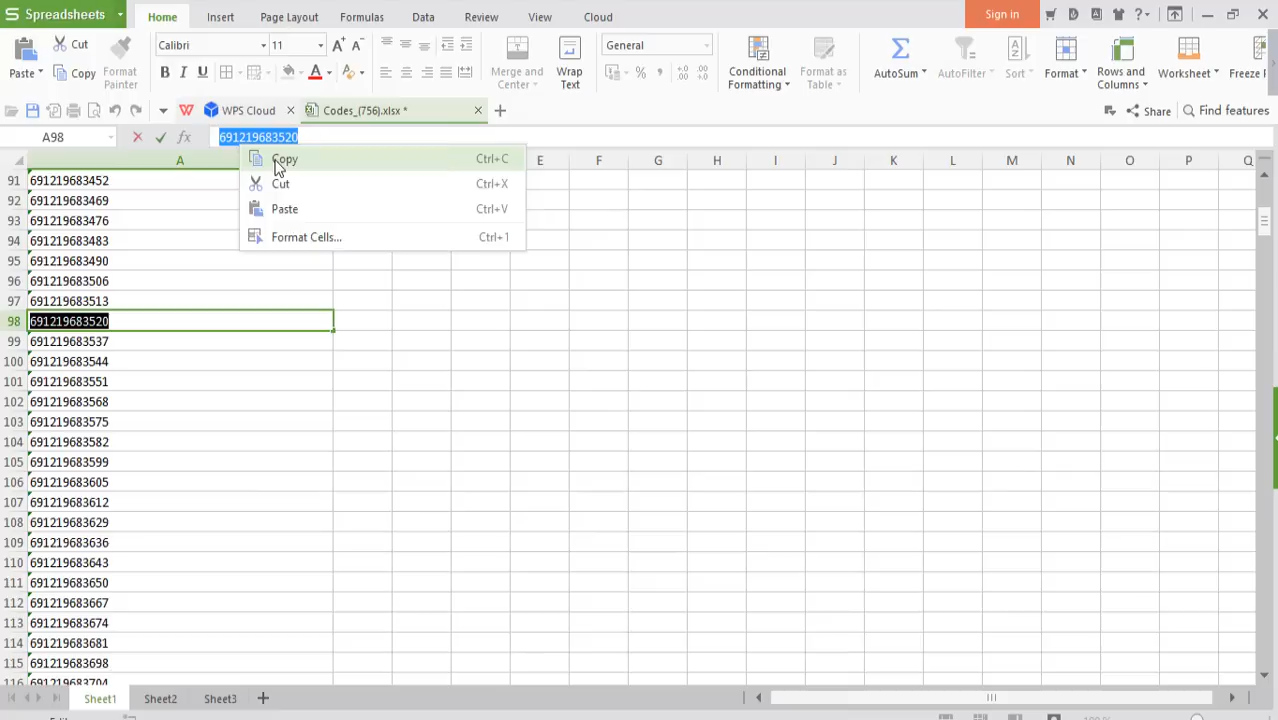 Spreadsheets
Home Insert Page Layout Formulas Data Review View Cloud
Sign in
Paste Cut Copy Format Painter
Calibri 11
B I U
Merge and Center
Wrap Text
General
Conditional Formatting
Format as Table
AutoSum
AutoFilter
Sort
Format
Rows and Columns
Worksheet
Freeze
WPS Cloud
Codes_(756).xlsx *
Share
Find features
A98 fx 691219683520
A E F G H I J K L M N O P Q
Copy Ctrl+C
Cut Ctrl+X
Paste Ctrl+V
Format Cells... Ctrl+1
91 691219683452
92 691219683469
93 691219683476
94 691219683483
95 691219683490
96 691219683506
97 691219683513
98 691219683520
99 691219683537
100 691219683544
101 691219683551
102 691219683568
103 691219683575
104 691219683582
105 691219683599
106 691219683605
107 691219683612
108 691219683629
109 691219683636
110 691219683643
111 691219683650
112 691219683667
113 691219683674
114 691219683681
115 691219683698
116 691219683704
Sheet1 Sheet2 Sheet3